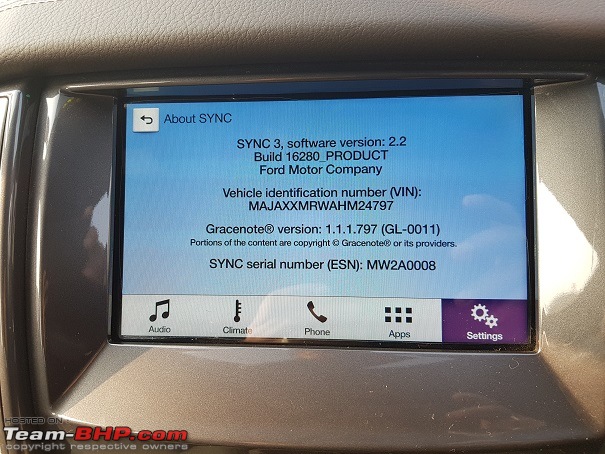 About SYNC
SYNC 3, software version: 2.2
Build 16280_PRODUCT
Ford Motor Company
Vehicle identification number (VIN):
MAJAXXMRWAHM24797
Gracenote® version: 1.1.1.797 (GL-0011)
Portions of the content are copyright © Gracenote® or its providers.
SYNC serial number (ESN): MW2A0008
Audio
Climate
Phone
Apps
Settings
HOSTED ON
Team-BHP.com
copyright respective owners